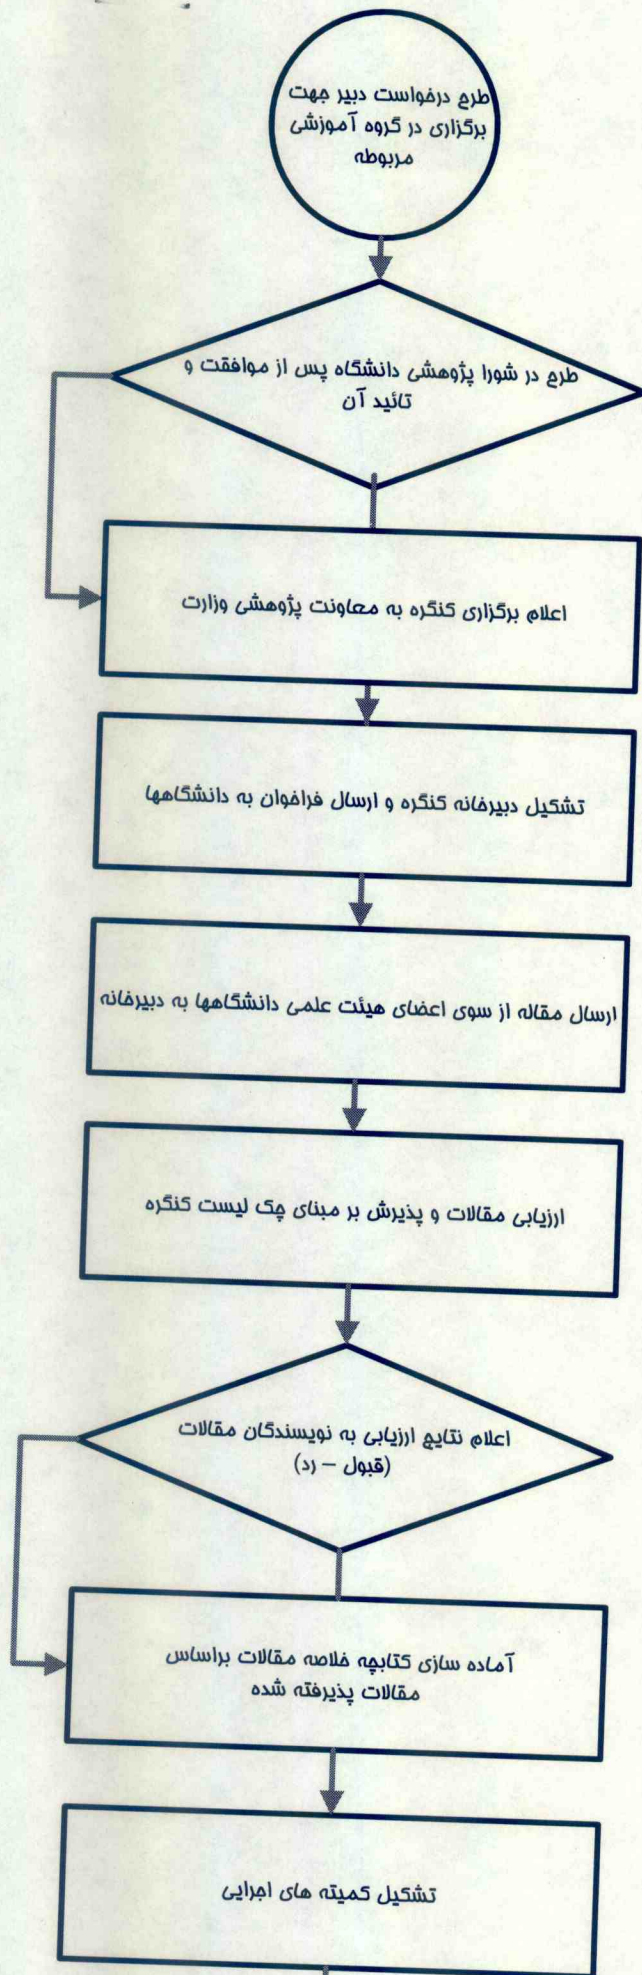 طرح درخواست دبیر جهت
برگزاری در گروه آموزشی
مربوطه
طرح در شورا پژوهشی دانشگاه پس از موافقت و
تائید آن
اعلام برگزاری کنگره به معاونت پژوهشی وزارت
تشکیل دبیرخانه کنگره و ارسال فراخوان به دانشگاهها
ارسال مقاله از سوی اعضای هیئت علمی دانشگاهها به دبیرخانه
ارزیابی مقالات و پذیرش بر مبنای چک لیست کنگره
اعلام نتایج ارزیابی به نویسندگان مقالات
(قبول – رد)
آماده سازی کتابچه خلاصه مقالات براساس
مقالات پذیرفته شده
تشکیل کمیته های اجرایی